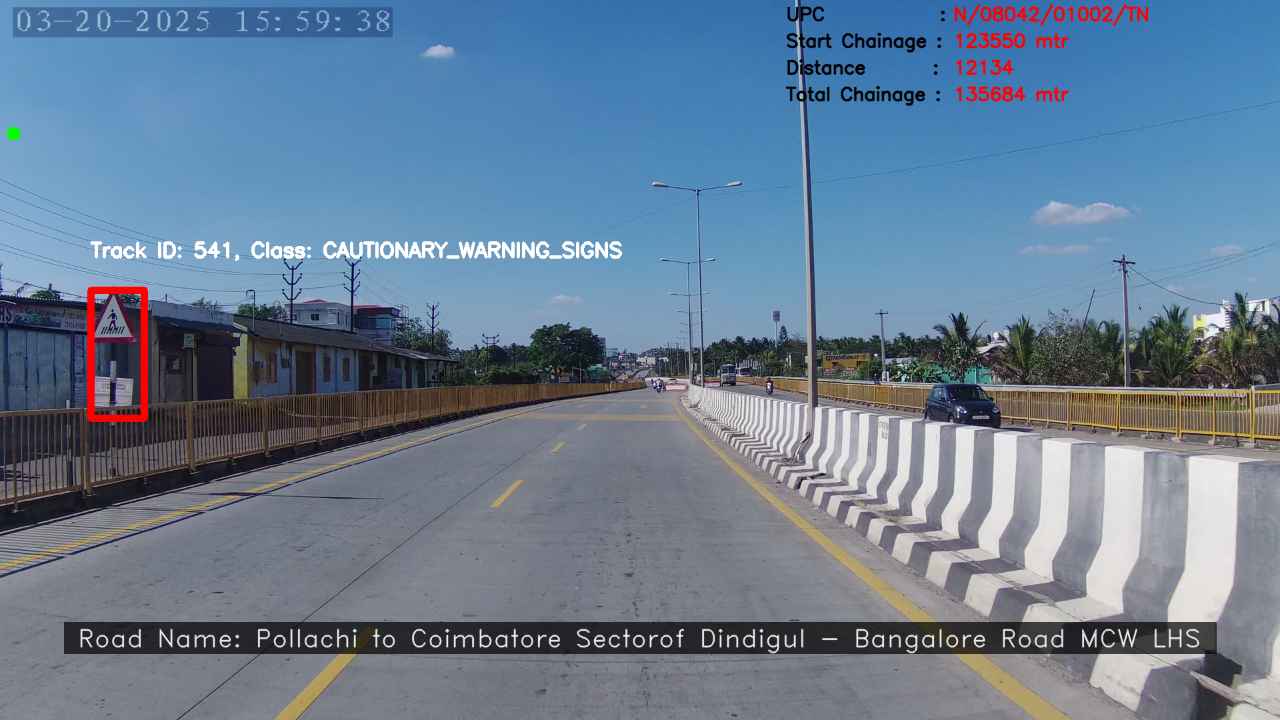 03-20-2025 15:59:38
UPC : N/08042/01002/TN
Start Chainage : 123550 mtr
Distance : 12134
Total Chainage : 135684 mtr
Track ID: 541, Class: CAUTIONARY_WARNING_SIGNS
Road Name: Pollachi to Coimbatore Sectorof Dindigul - Bangalore Road MCW LHS